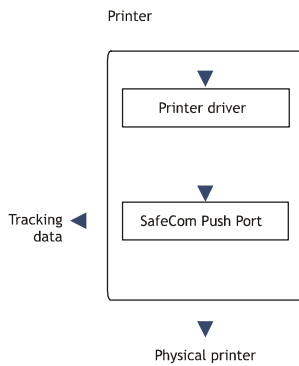 Printer
Printer driver
SafeCom Push Port
Tracking
data
Physical printer